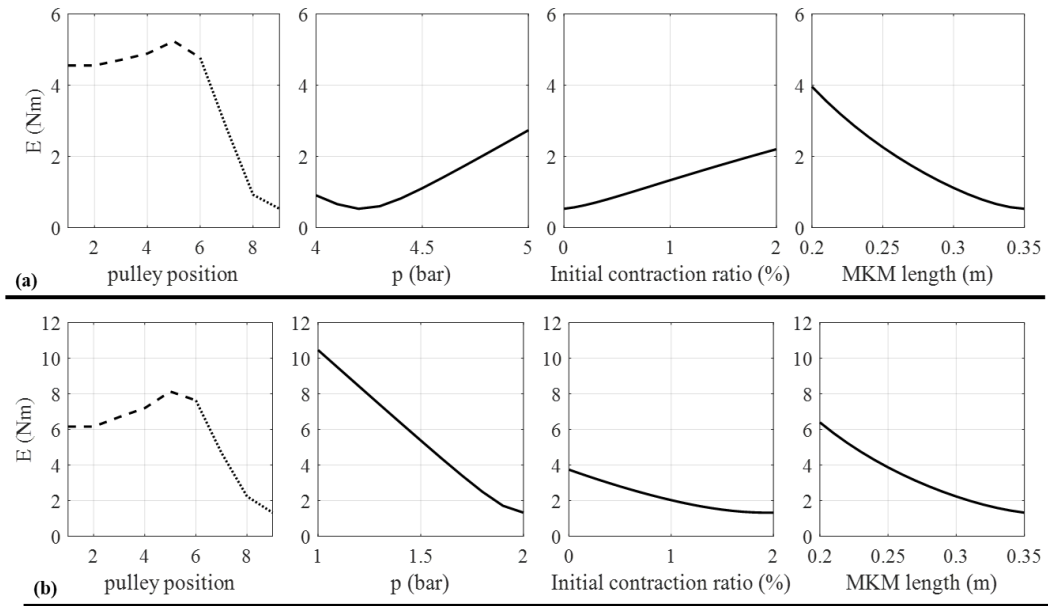 6
4
2
0
E (Nm)
2 4 6 8
pulley position
6
4
2
0
4 4.5 5
p (bar)
6
4
2
0
0 1 2
Initial contraction ratio (%)
6
4
2
0
0.2 0.25 0.3 0.35
MKM length (m)
(a)
12
10
8
6
4
2
0
E (Nm)
2 4 6 8
pulley position
12
10
8
6
4
2
0
1 1.5 2
p (bar)
12
10
8
6
4
2
0
0 1 2
Initial contraction ratio (%)
12
10
8
6
4
2
0
0.2 0.25 0.3 0.35
MKM length (m)
(b)